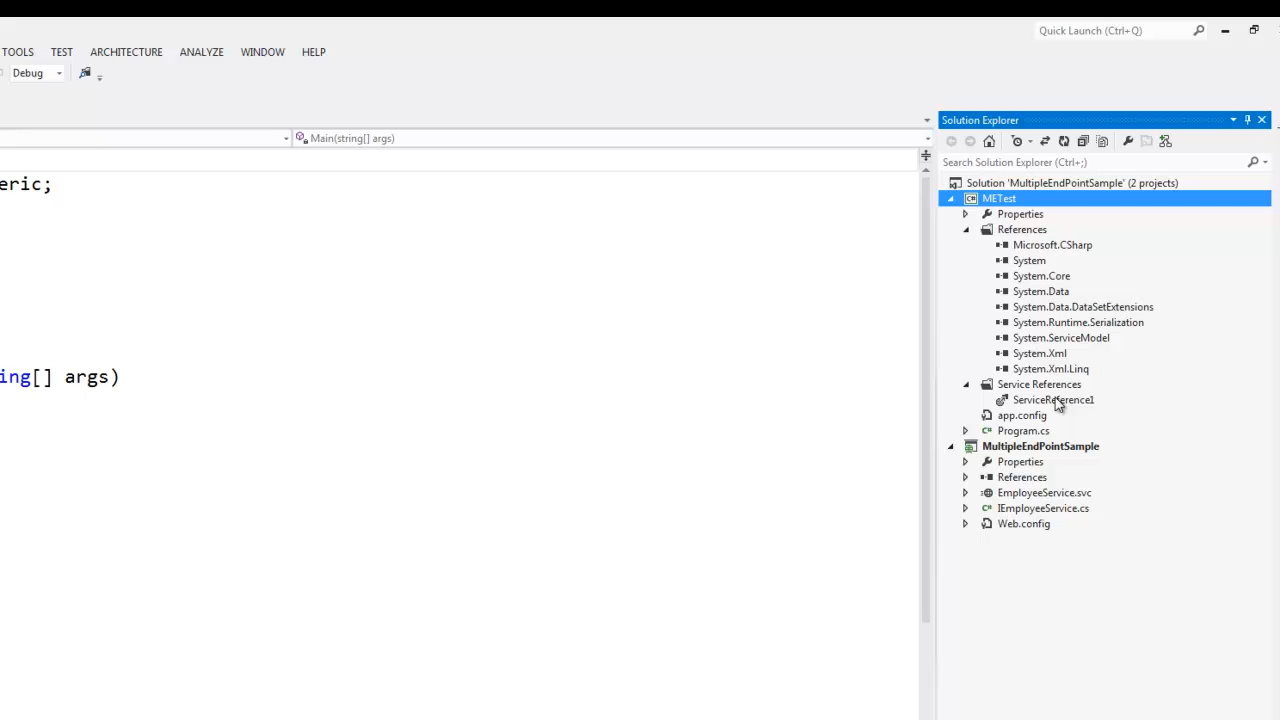 Quick Launch (Ctrl+Q)
TOOLS TEST ARCHITECTURE ANALYZE WINDOW HELP
Debug
Solution Explorer
Main(string[] args)
Search Solution Explorer (Ctrl+;)
eric;
Solution 'MultipleEndPointSample' (2 projects)
METest
Properties
References
Microsoft.CSharp
System
System.Core
System.Data
System.Data.DataSetExtensions
System.Runtime.Serialization
System.ServiceModel
System.Xml
System.Xml.Linq
ing[] args)
Service References
ServiceReference1
app.config
Program.cs
MultipleEndPointSample
Properties
References
EmployeeService.svc
IEmployeeService.cs
Web.config